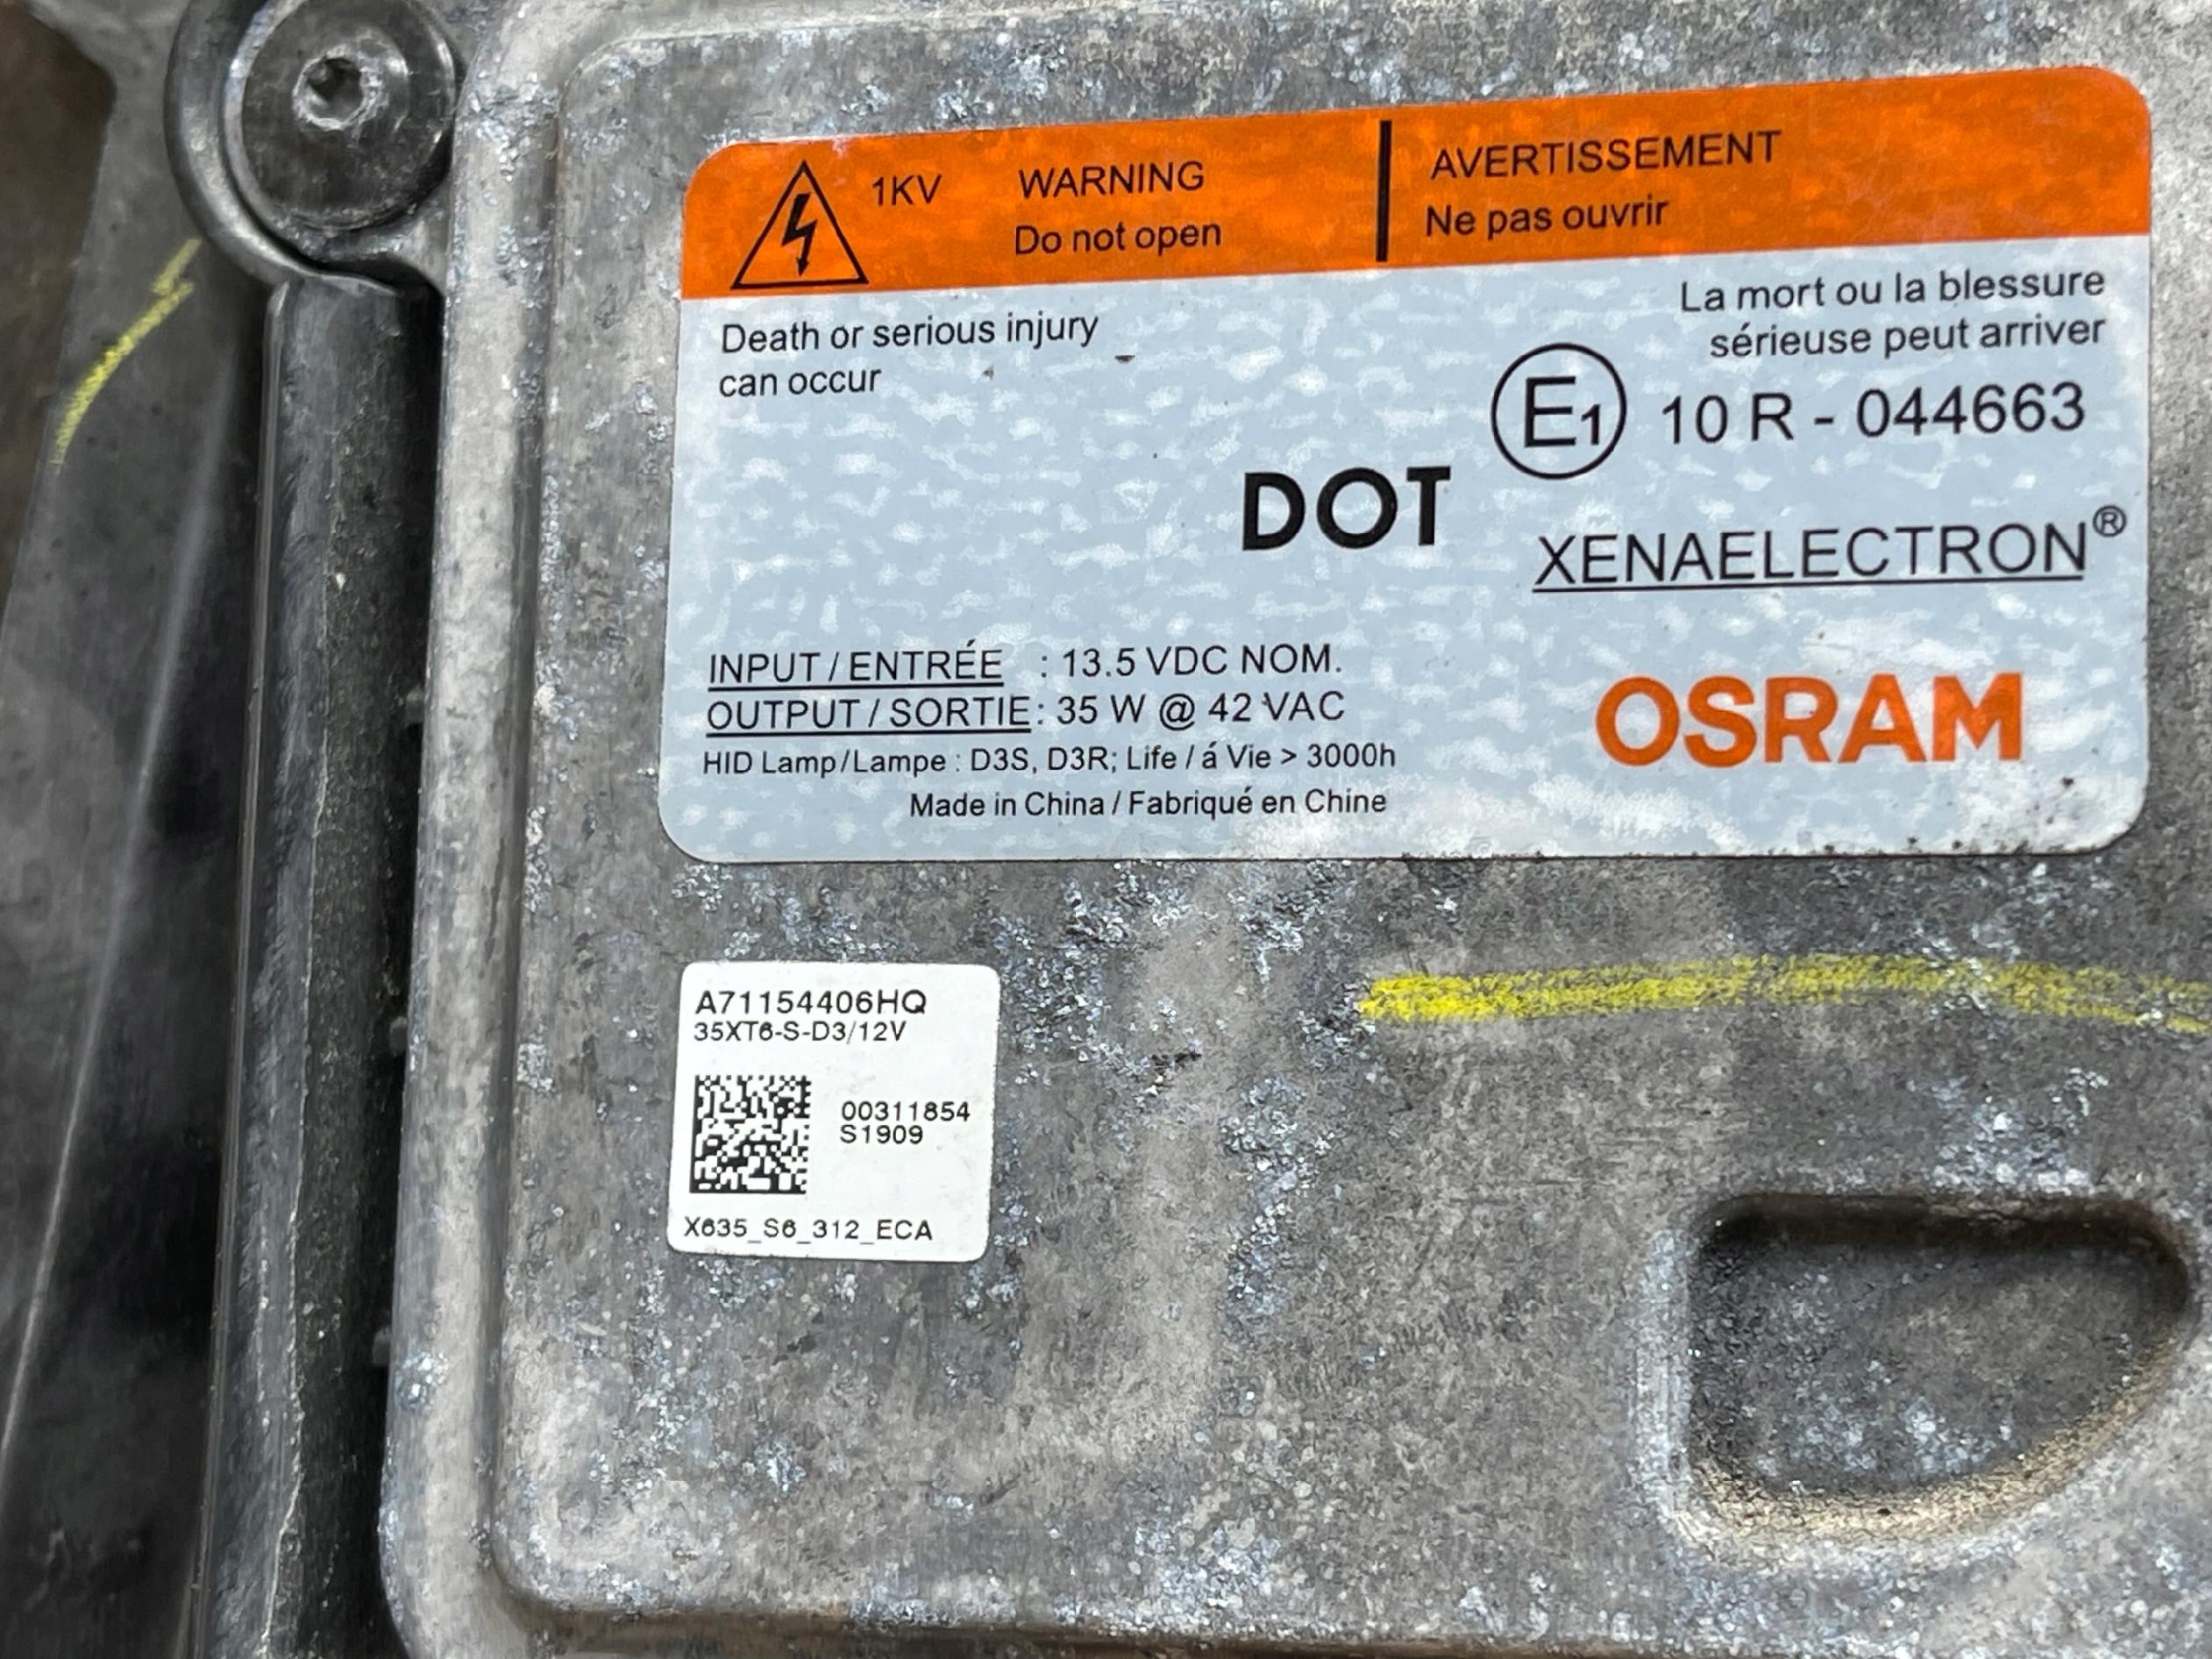 1KV WARNING AVERTISSEMENT
Do not open Ne pas ouvrir
Death or serious injury
can occur
La mort ou la blessure
sérieuse peut arriver
E1 10 R - 044663
DOT
XENAELECTRON®
INPUT / ENTRÉE : 13.5 VDC NOM.
OUTPUT / SORTIE : 35 W @ 42 VAC
HID Lamp/Lampe : D3S, D3R; Life / á Vie > 3000h
Made in China / Fabriqué en Chine
OSRAM
A71154406HQ
35XT6-S-D3/12V
00311854
S1909
X635_S6_312_ECA